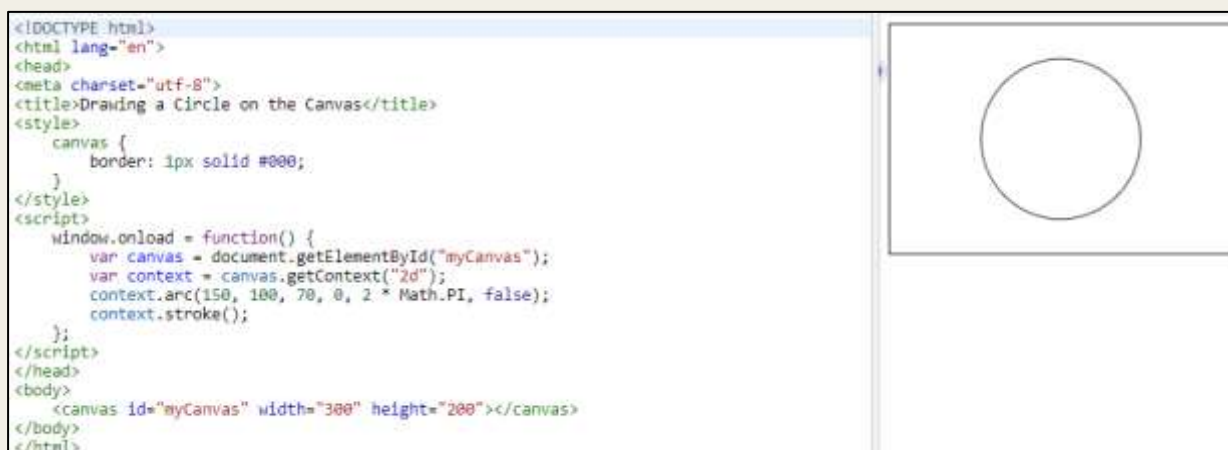 <!DOCTYPE html>
<html lang="en">
<head>
<meta charset="utf-8">
<title>Drawing a Circle on the Canvas</title>
<style>
    canvas {
        border: 1px solid #000;
    }
</style>
<script>
    window.onload = function() {
        var canvas = document.getElementById("myCanvas");
        var context = canvas.getContext("2d");
        context.arc(150, 100, 70, 0, 2 * Math.PI, false);
        context.stroke();
    };
</script>
</head>
<body>
    <canvas id="myCanvas" width="300" height="200"></canvas>
</body>
</html>